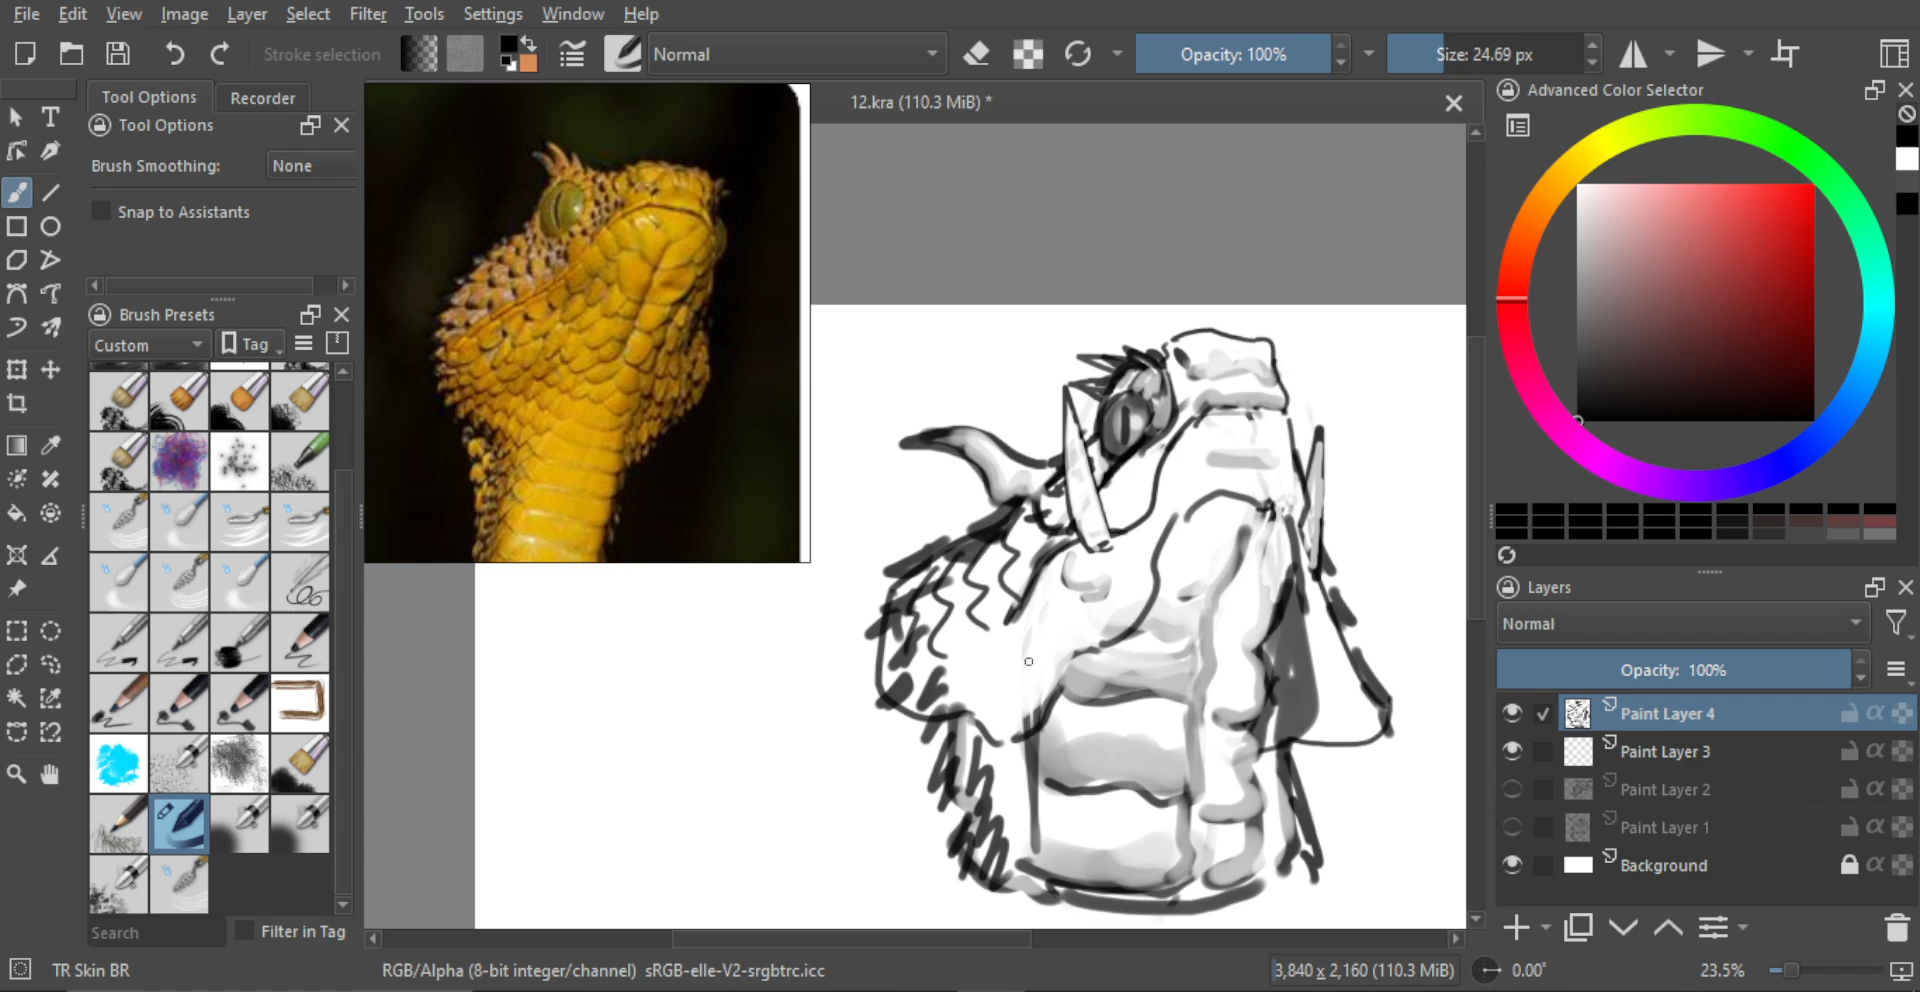 File Edit View Image Layer Select Filter Tools Settings Window Help
Stroke selection Normal Opacity: 100% Size: 24.69 px
Tool Options Recorder
Tool Options
Brush Smoothing: None
Snap to Assistants
Brush Presets
Custom Tag
Search Filter in Tag
12.kra (110.3 MiB) *
Advanced Color Selector
Layers
Normal
Opacity: 100%
Paint Layer 4
Paint Layer 3
Paint Layer 2
Paint Layer 1
Background
TR Skin BR RGB/Alpha (8-bit integer/channel) sRGB-elle-V2-srgbtrc.icc 3,840 x 2,160 (110.3 MiB) 0.00° 23.5%